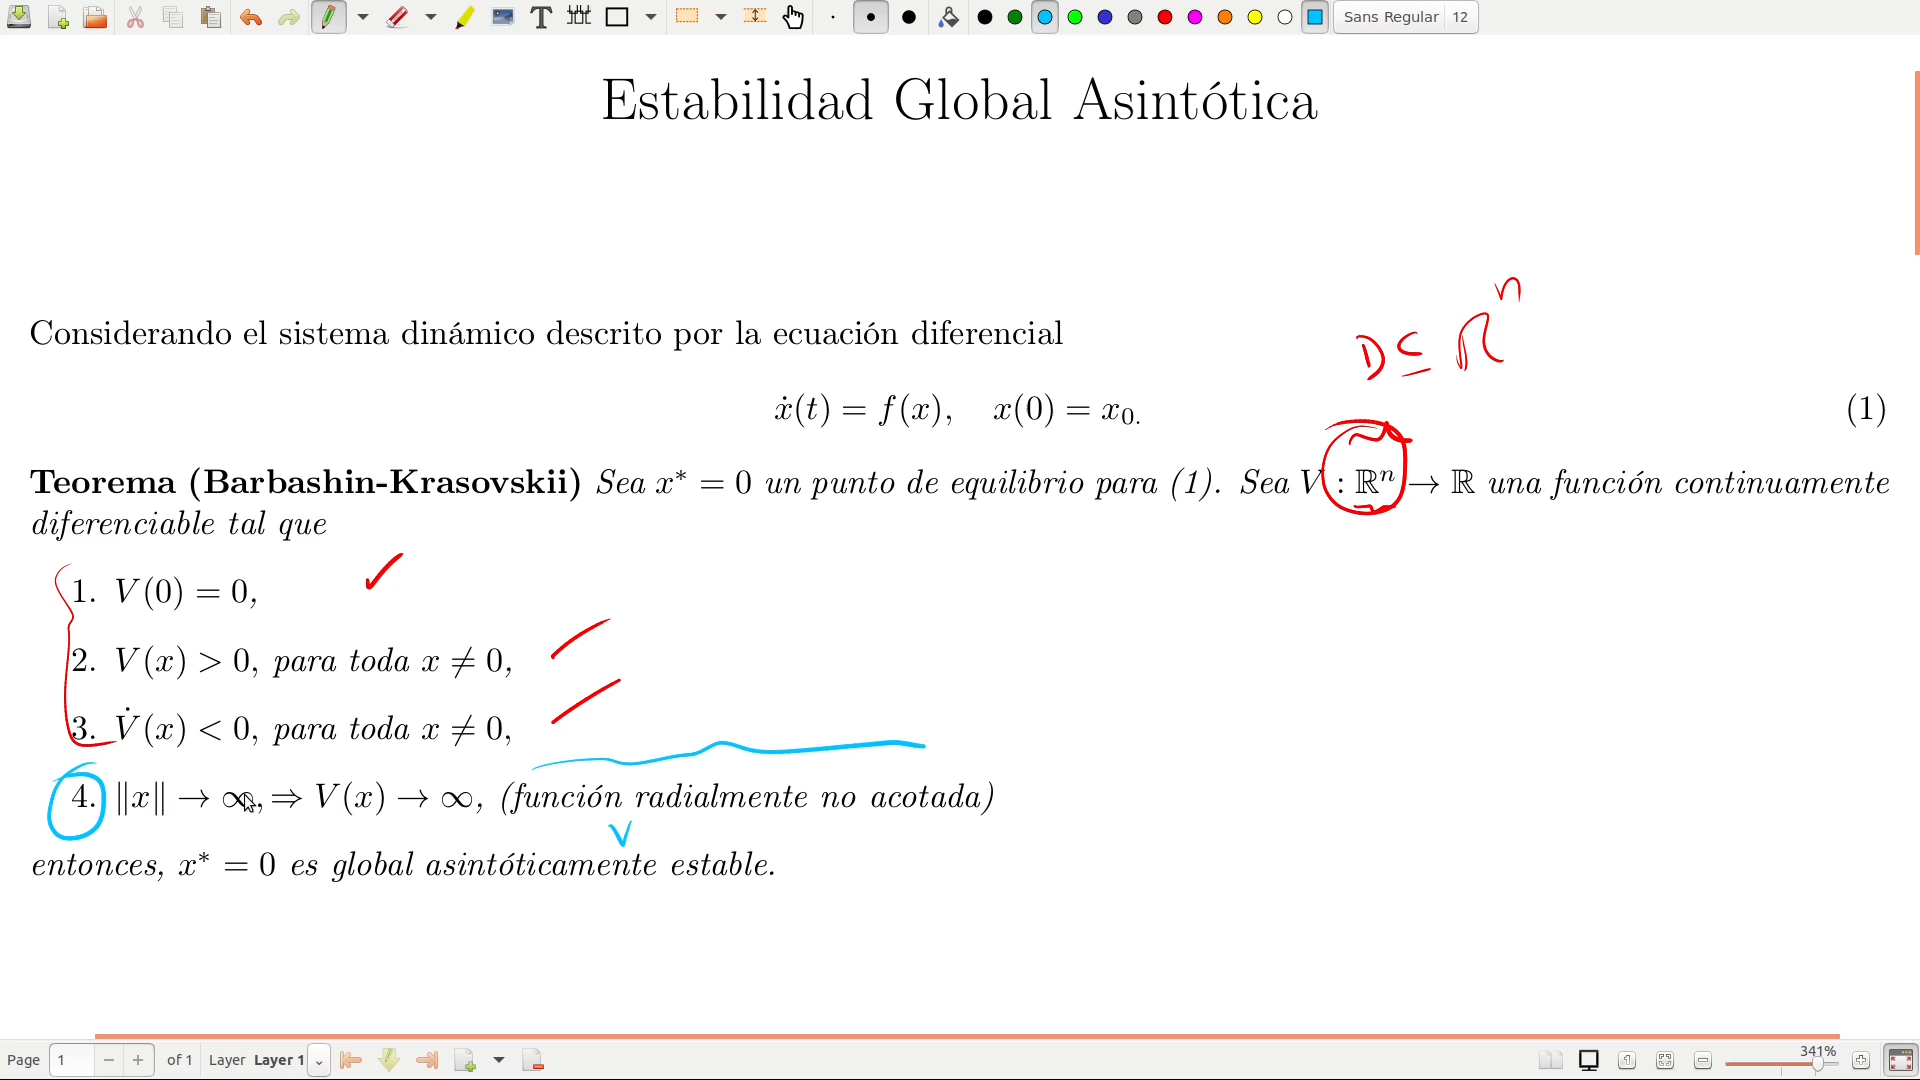 Sans Regular 12
Estabilidad Global Asintótica
n
D ⊆ R
Considerando el sistema dinámico descrito por la ecuación diferencial
ẋ(t) = f(x), x(0) = x₀. (1)
Teorema (Barbashin-Krasovskii) Sea x* = 0 un punto de equilibrio para (1). Sea V : ℝⁿ → ℝ una función continuamente
diferenciable tal que
1. V(0) = 0,
2. V(x) > 0, para toda x ≠ 0,
3. V̇(x) < 0, para toda x ≠ 0,
4. ‖x‖ → ∞, ⇒ V(x) → ∞, (función radialmente no acotada)
v
entonces, x* = 0 es global asintóticamente estable.
Page 1 of 1 Layer Layer 1 341%